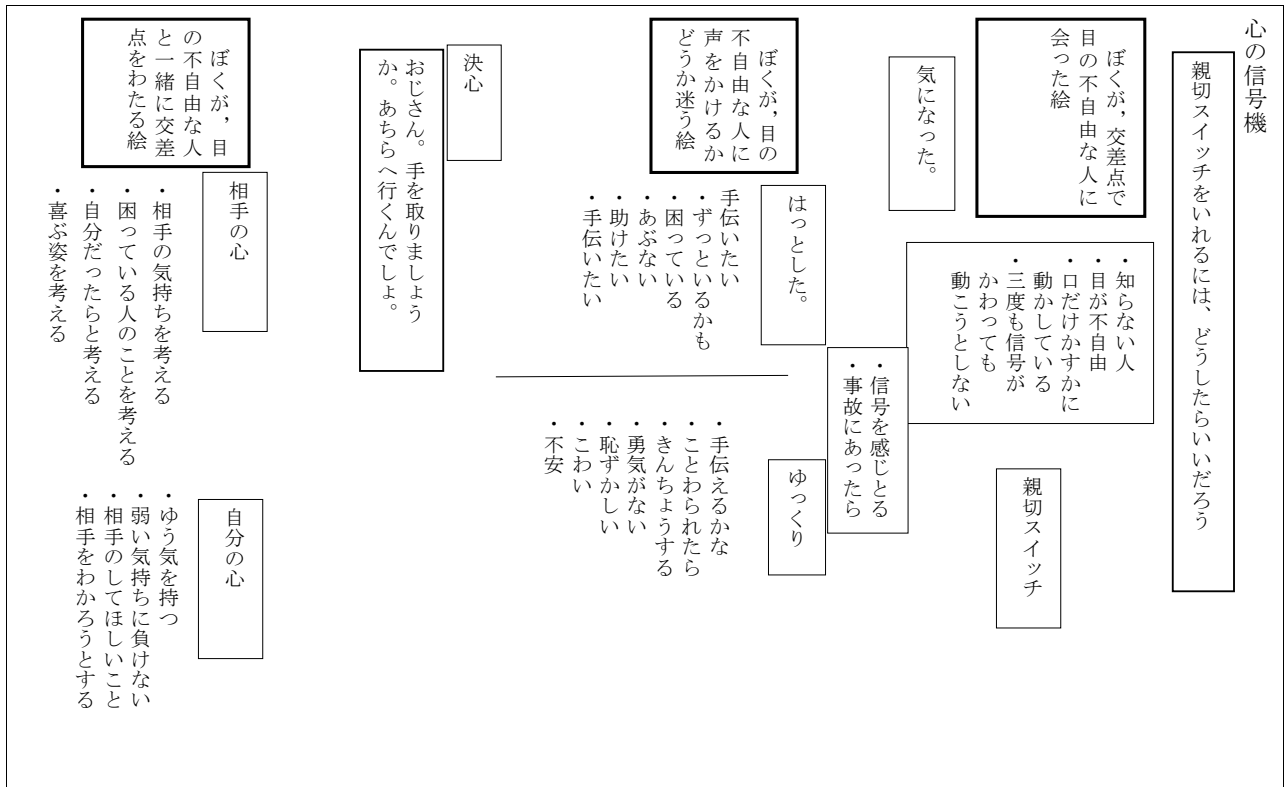 心の信号機
親切スイッチをいれるには、どうしたらいいだろう
ぼくが，交差点で
目の不自由な人に
会った絵
・知らない人
・目が不自由
・口だけかすかに
動かしている
・三度も信号が
かわっても
動こうとしない
親切スイッチ
気になった。
・信号を感じとる
・事故にあったら
はっとした。
ゆっくり
ぼくが，目の
不自由な人に
声をかけるか
どうか迷う絵
手伝いたい
・ずっといるかも
・困っている
・あぶない
・助けたい
・手伝いたい
・手伝えるかな
・ことわられたら
・きんちょうする
・勇気がない
・恥ずかしい
・こわい
・不安
決心
おじさん。手を取りましょう
か。あちらへ行くんでしょ。
ぼくが，目
の不自由な人
と一緒に交差
点をわたる絵
相手の心
・相手の気持ちを考える
・困っている人のことを考える
・自分だったらと考える
・喜ぶ姿を考える
自分の心
・ゆう気を持つ
・弱い気持ちに負けない
・相手のしてほしいこと
・相手をわかろうとする